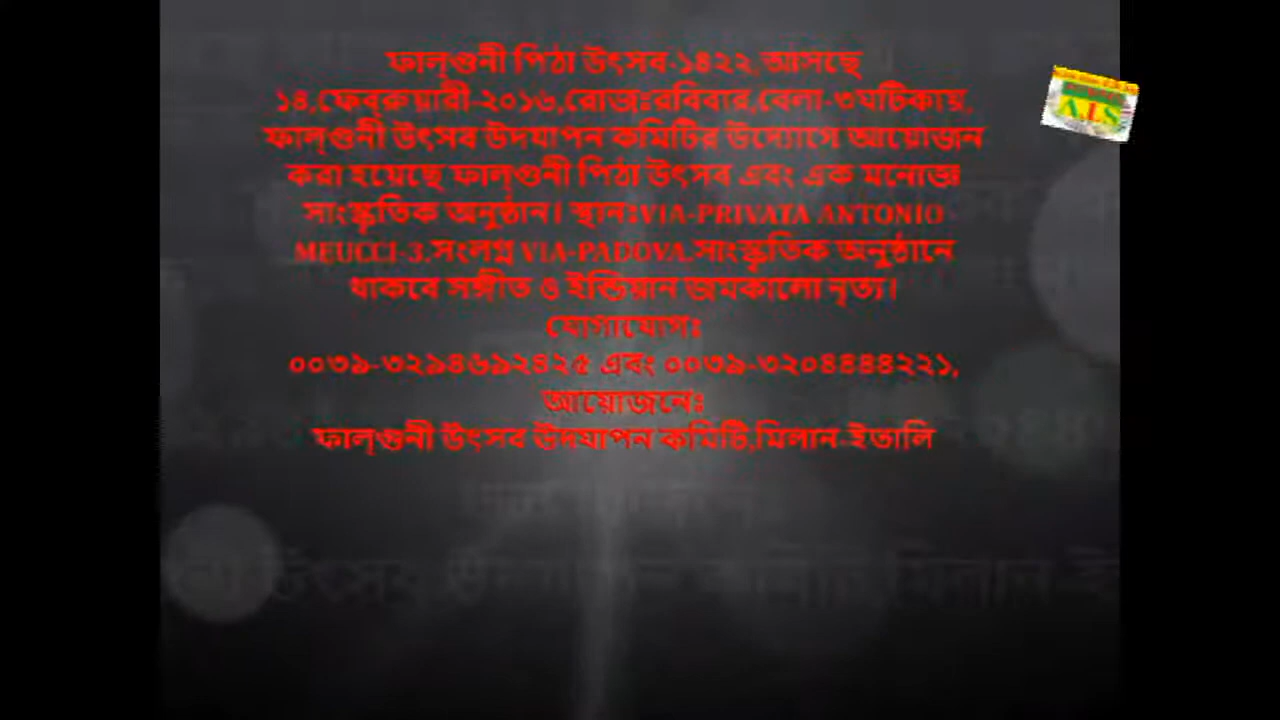 ফাল্গুনী পিঠা উৎসব-১৪২২,আসছে
১৪,ফেব্রুয়ারী-২০১৬,রোজঃরবিবার,বেলা-৩ঘটিকায়,
ফাল্গুনী উৎসব উদযাপন কমিটির উদ্যোগে আয়োজন
করা হয়েছে ফাল্গুনী পিঠা উৎসব এবং এক মনোজ্ঞ
সাংস্কৃতিক অনুষ্ঠান। স্থানঃVIA-PRIVATA ANTONIO
MEUCCI-3,সংলগ্ন VIA-PADOVA.সাংস্কৃতিক অনুষ্ঠানে
থাকবে সঙ্গীত ও ইন্ডিয়ান জমকালো নৃত্য।
যোগাযোগঃ
০০৩৯-৩২৯৪৬৯২৪২৫ এবং ০০৩৯-৩২০৪৪৪৪২২১,
আয়োজনেঃ
ফাল্গুনী উৎসব উদযাপন কমিটি,মিলান-ইতালি
A.I.S